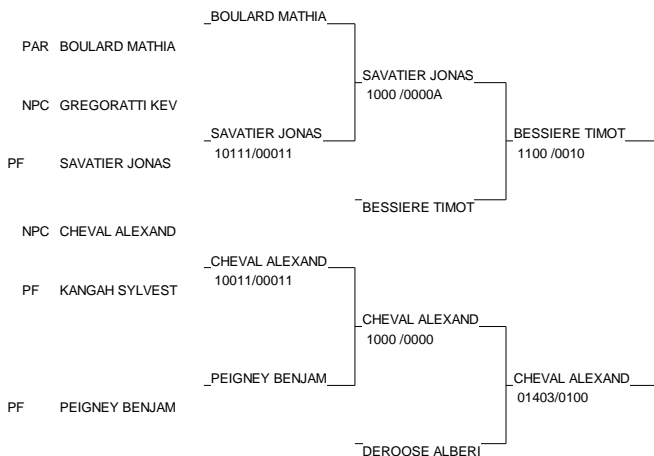 BOULARD MATHIA
PAR BOULARD MATHIA
SAVATIER JONAS
1000 /0000A
NPC GREGORATTI KEV
SAVATIER JONAS
10111/00011
BESSIERE TIMOT
1100 /0010
PF SAVATIER JONAS
BESSIERE TIMOT
NPC CHEVAL ALEXAND
CHEVAL ALEXAND
10011/00011
PF KANGAH SYLVEST
CHEVAL ALEXAND
1000 /0000
PEIGNEY BENJAM
CHEVAL ALEXAND
01403/0100
PF PEIGNEY BENJAM
DEROOSE ALBERI